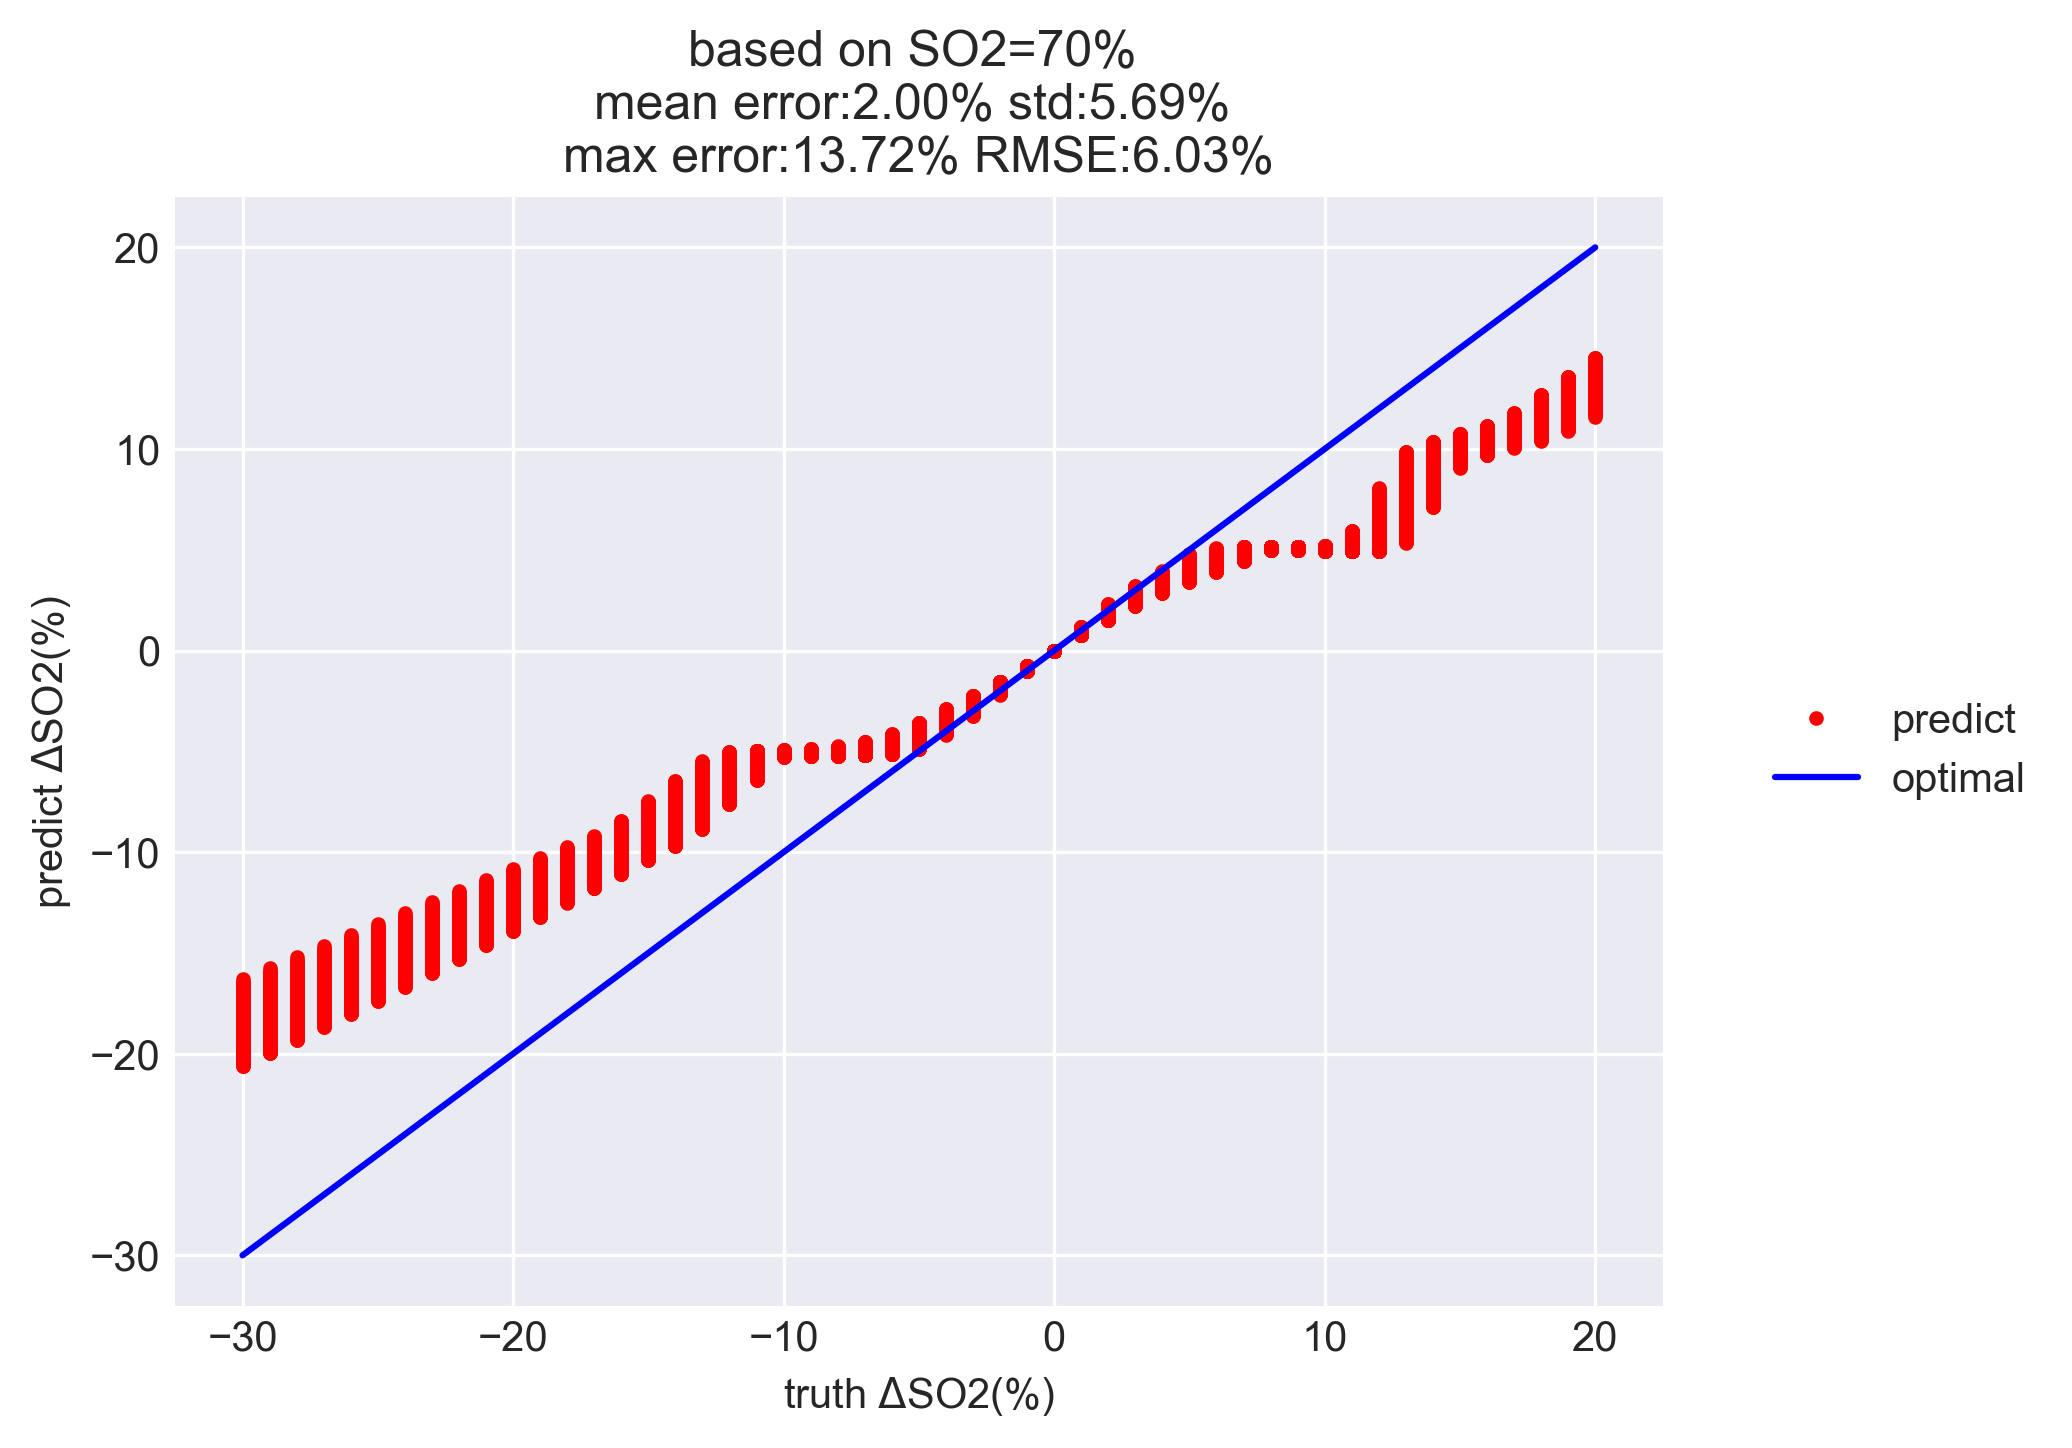 based on SO2=70%
mean error:2.00% std:5.69%
max error:13.72% RMSE:6.03%
20
10
0
−10
−20
−30
predict ΔSO2(%)
−30 −20 −10 0 10 20
truth ΔSO2(%)
predict
optimal